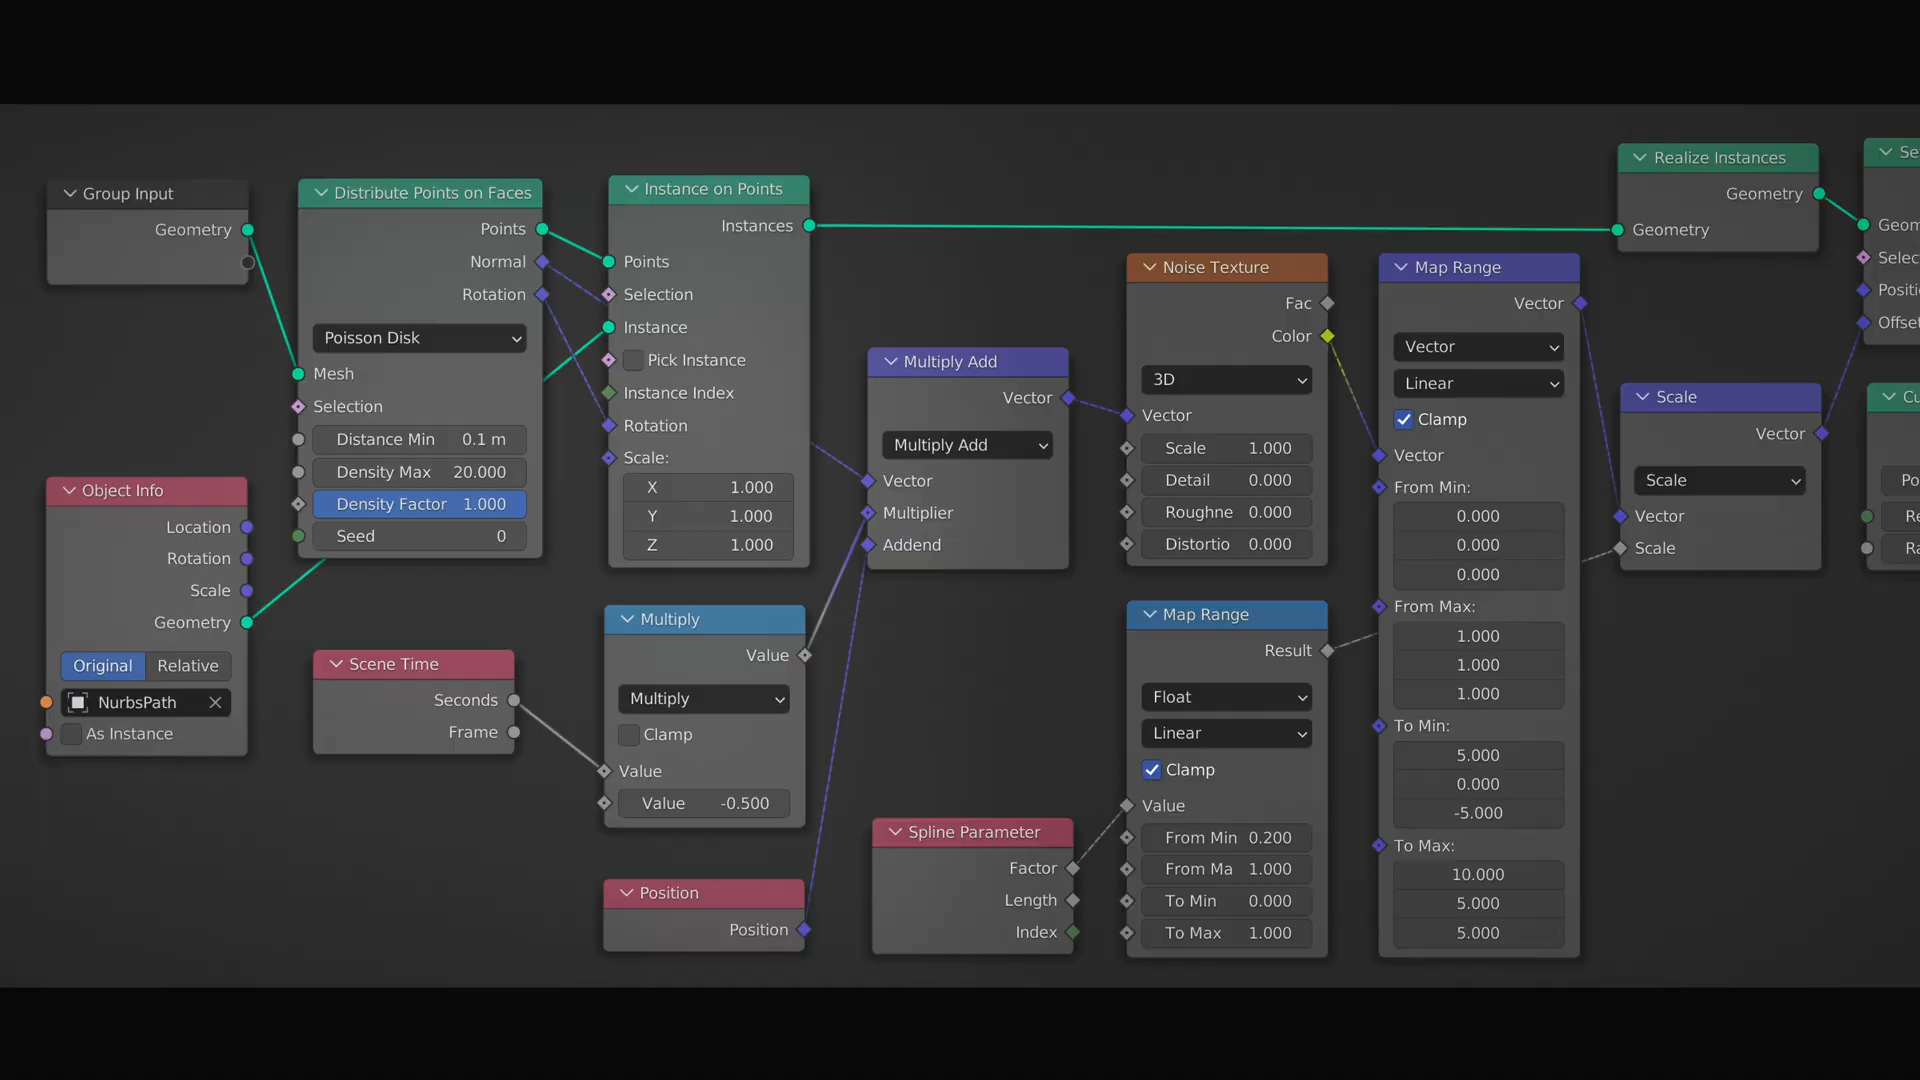 Group Input
Geometry
Object Info
Location
Rotation
Scale
Geometry
Original Relative
NurbsPath
As Instance
Distribute Points on Faces
Points
Normal
Rotation
Poisson Disk
Mesh
Selection
Distance Min 0.1 m
Density Max 20.000
Density Factor 1.000
Seed 0
Scene Time
Seconds
Frame
Instance on Points
Instances
Points
Selection
Instance
Pick Instance
Instance Index
Rotation
Scale:
X 1.000
Y 1.000
Z 1.000
Multiply
Value
Multiply
Clamp
Value
Value -0.500
Position
Position
Multiply Add
Vector
Multiply Add
Vector
Multiplier
Addend
Spline Parameter
Factor
Length
Index
Noise Texture
Fac
Color
3D
Vector
Scale 1.000
Detail 0.000
Roughne 0.000
Distortio 0.000
Map Range
Result
Float
Linear
Clamp
Value
From Min 0.200
From Ma 1.000
To Min 0.000
To Max 1.000
Map Range
Vector
Vector
Linear
Clamp
Vector
From Min:
0.000
0.000
0.000
From Max:
1.000
1.000
1.000
To Min:
5.000
0.000
-5.000
To Max:
10.000
5.000
5.000
Realize Instances
Geometry
Geometry
Scale
Vector
Scale
Vector
Scale
Se
Geom
Selec
Positi
Offset
Cu
Po
Re
Ra